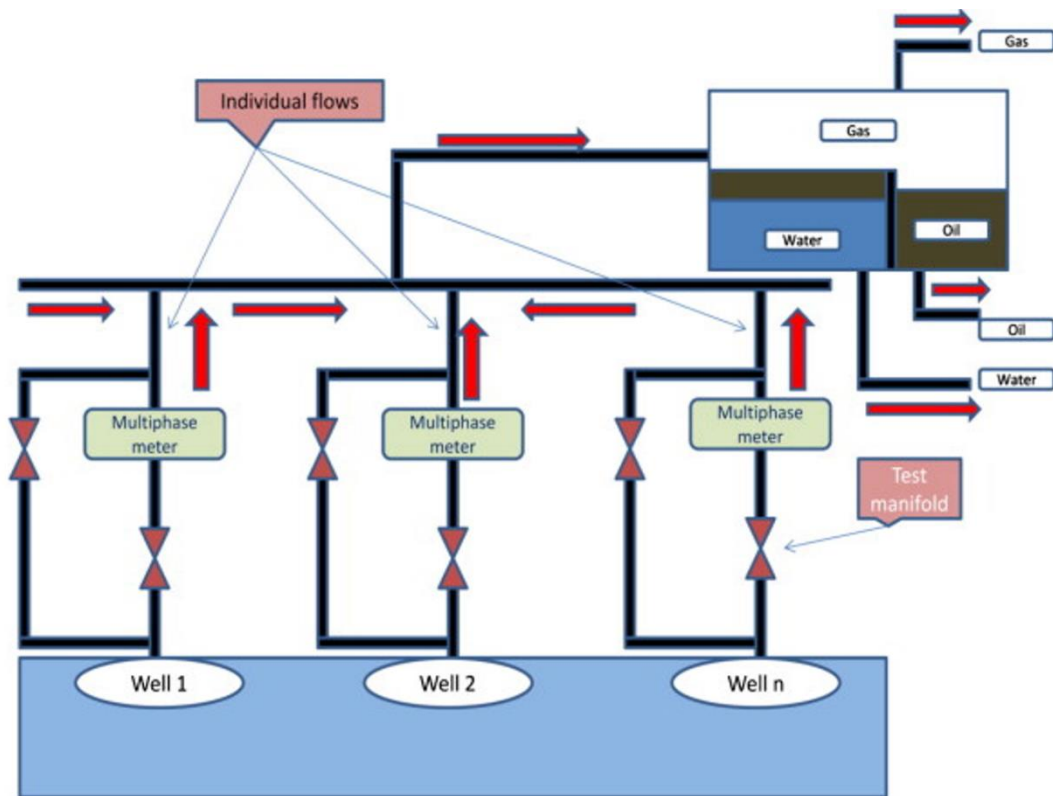 Gas
Individual flows
Gas
Water
Oil
Oil
Water
Multiphase
meter
Multiphase
meter
Multiphase
meter
Test
manifold
Well 1
Well 2
Well n